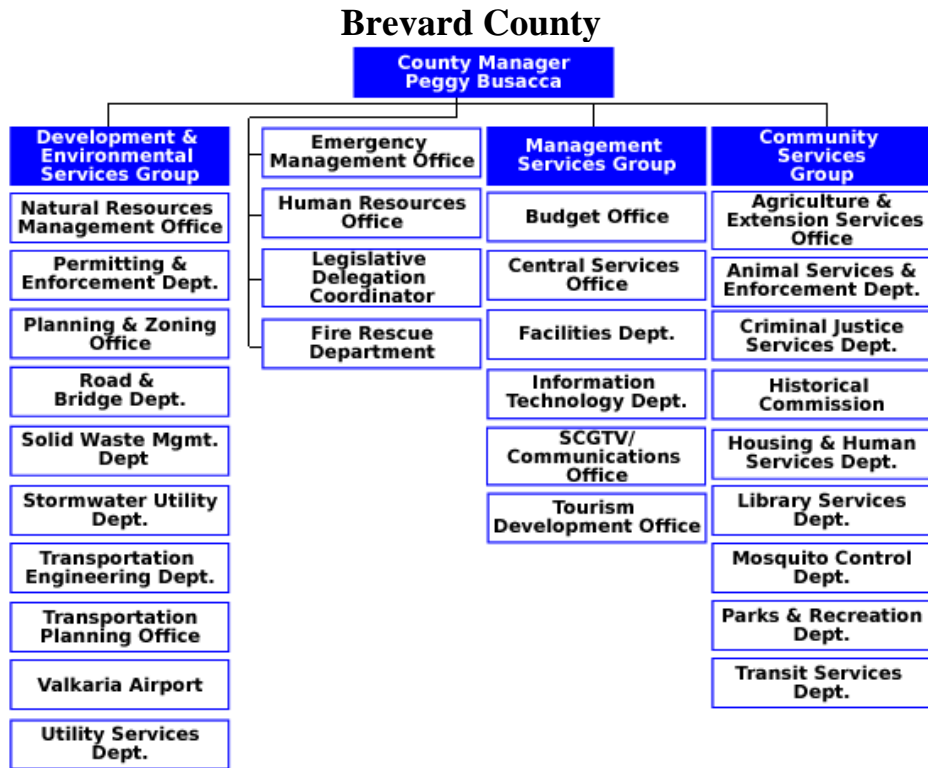 Brevard County
County Manager
Peggy Busacca
Development &
Environmental
Services Group
Natural Resources
Management Office
Permitting &
Enforcement Dept.
Planning & Zoning
Office
Road &
Bridge Dept.
Solid Waste Mgmt.
Dept
Stormwater Utility
Dept.
Transportation
Engineering Dept.
Transportation
Planning Office
Valkaria Airport
Utility Services
Dept.
Emergency
Management Office
Human Resources
Office
Legislative
Delegation
Coordinator
Fire Rescue
Department
Management
Services Group
Budget Office
Central Services
Office
Facilities Dept.
Information
Technology Dept.
SCGTV/
Communications
Office
Tourism
Development Office
Community
Services
Group
Agriculture &
Extension Services
Office
Animal Services &
Enforcement Dept.
Criminal Justice
Services Dept.
Historical
Commission
Housing & Human
Services Dept.
Library Services
Dept.
Mosquito Control
Dept.
Parks & Recreation
Dept.
Transit Services
Dept.